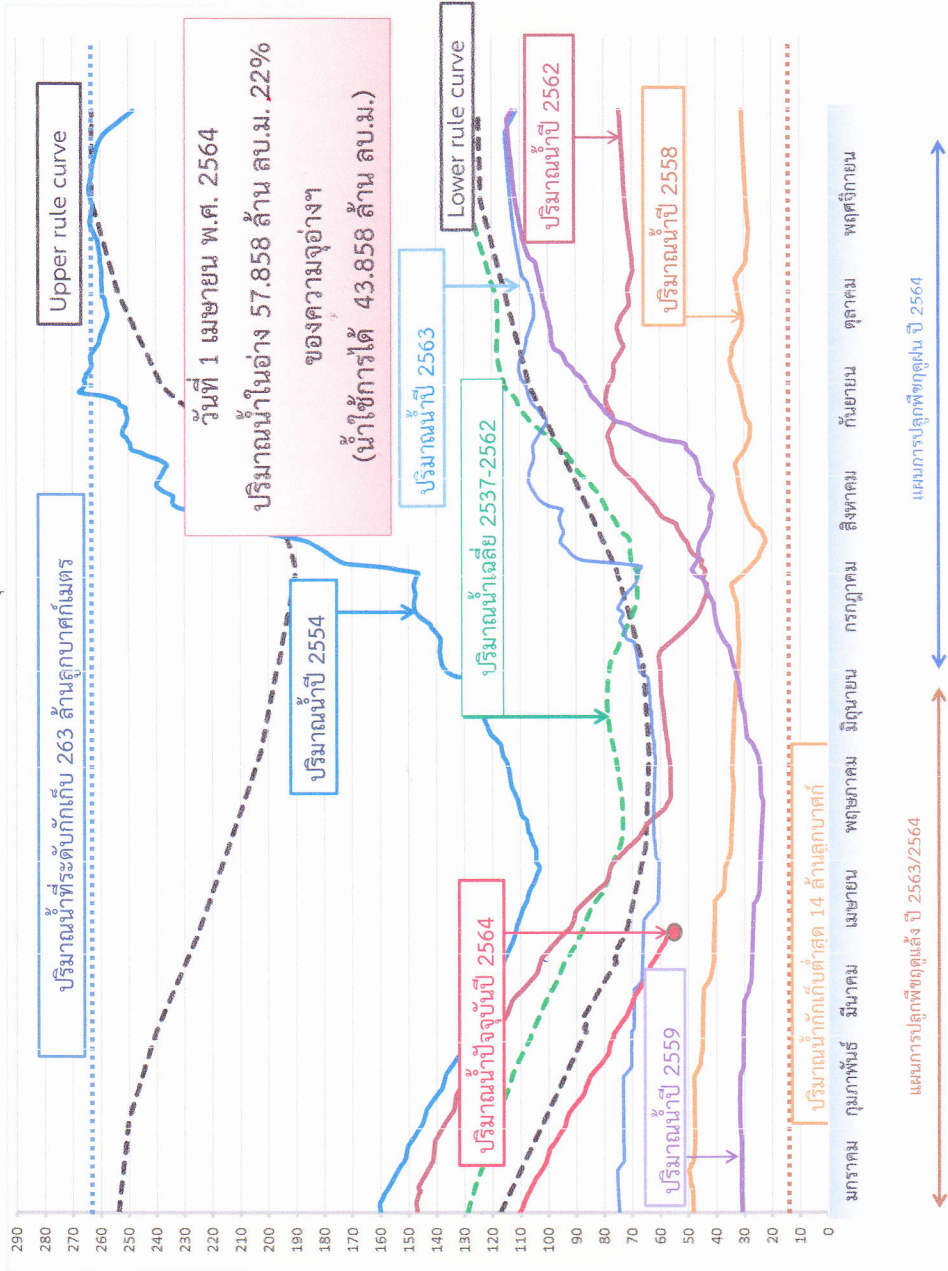 290
280
270
260
250
240
230
220
210
200
190
180
170
160
150
140
130
120
110
100
90
80
70
60
50
40
30
20
10
0
ปริมาณน้ำที่ระดับกักเก็บ 263 ล้านลูกบาศก์เมตร
Upper rule curve
วันที่ 1 เมษายน พ.ศ. 2564
ปริมาณน้ำในอ่าง 57.858 ล้าน ลบ.ม. 22%
ของความจุอ่างฯ
(น้ำใช้การได้ 43.858 ล้าน ลบ.ม.)
ปริมาณน้ำปี 2554
ปริมาณน้ำปี 2563
Lower rule curve
ปริมาณน้ำเฉลี่ย 2537-2562
ปริมาณน้ำปี 2562
ปริมาณน้ำปัจจุบันปี 2564
ปริมาณน้ำปี 2558
ปริมาณน้ำปี 2559
ปริมาณน้ำกักเก็บต่ำสุด 14 ล้านลูกบาศก์
มกราคม
กุมภาพันธ์
มีนาคม
เมษายน
พฤษภาคม
มิถุนายน
กรกฎาคม
สิงหาคม
กันยายน
ตุลาคม
พฤศจิกายน
แผนการปลูกพืชฤดูแล้ง ปี 2563/2564
แผนการปลูกพืชฤดูฝน ปี 2564